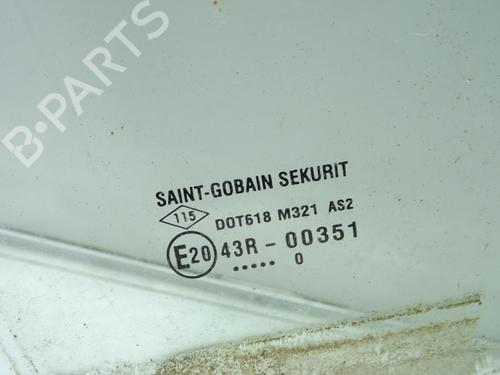 B-PARTS
SAINT-GOBAIN SEKURIT
115 DOT618 M321 AS2
E20 43R - 00351
..... 0